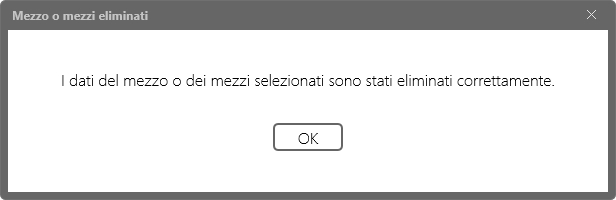 Mezzo o mezzi eliminati
I dati del mezzo o dei mezzi selezionati sono stati eliminati correttamente.
OK